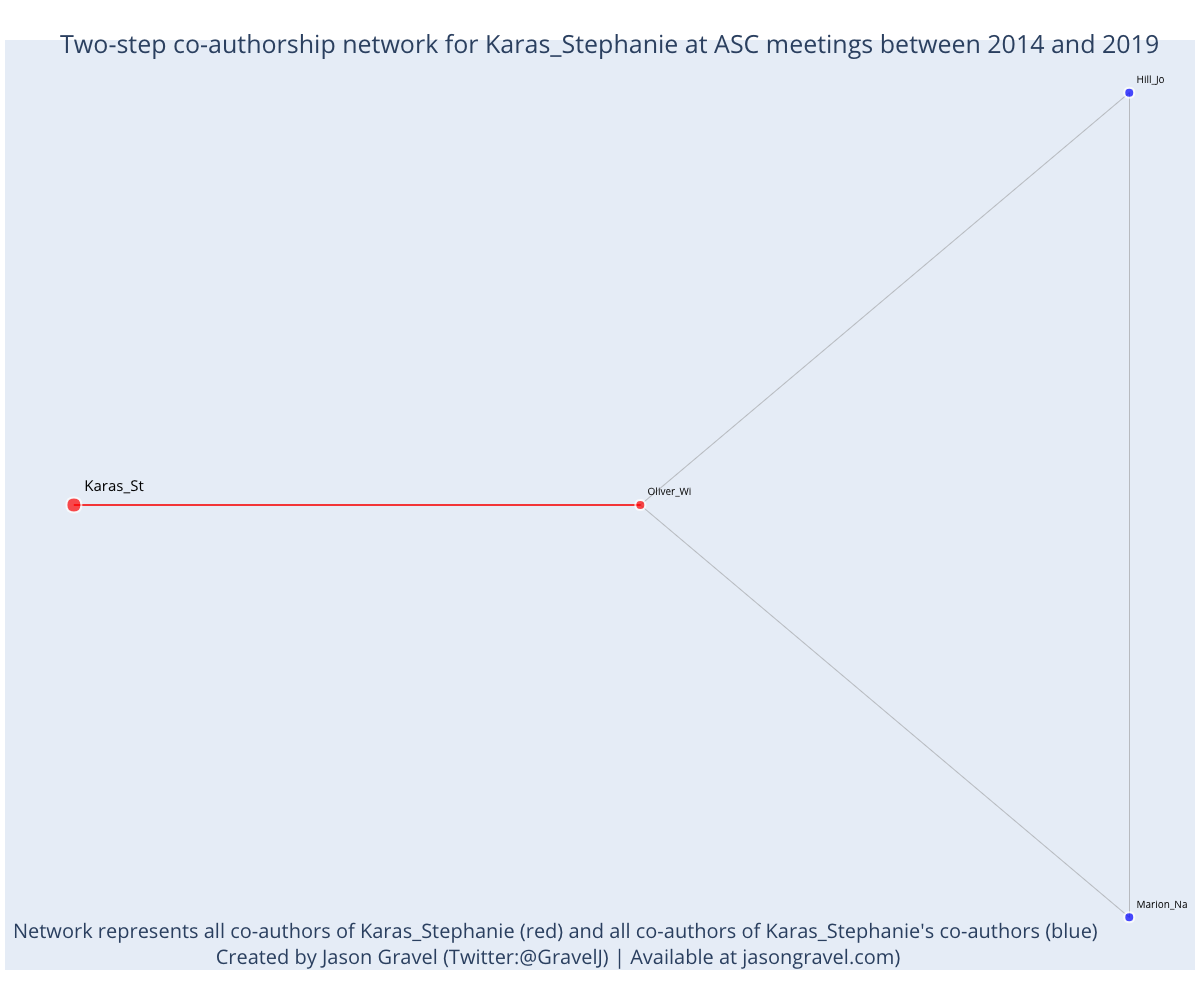 Two-step co-authorship network for Karas_Stephanie at ASC meetings between 2014 and 2019
Hill_Jo
Karas_St
Oliver_Wi
Marion_Na
Network represents all co-authors of Karas_Stephanie (red) and all co-authors of Karas_Stephanie's co-authors (blue)
Created by Jason Gravel (Twitter:@GravelJ) | Available at jasongravel.com)